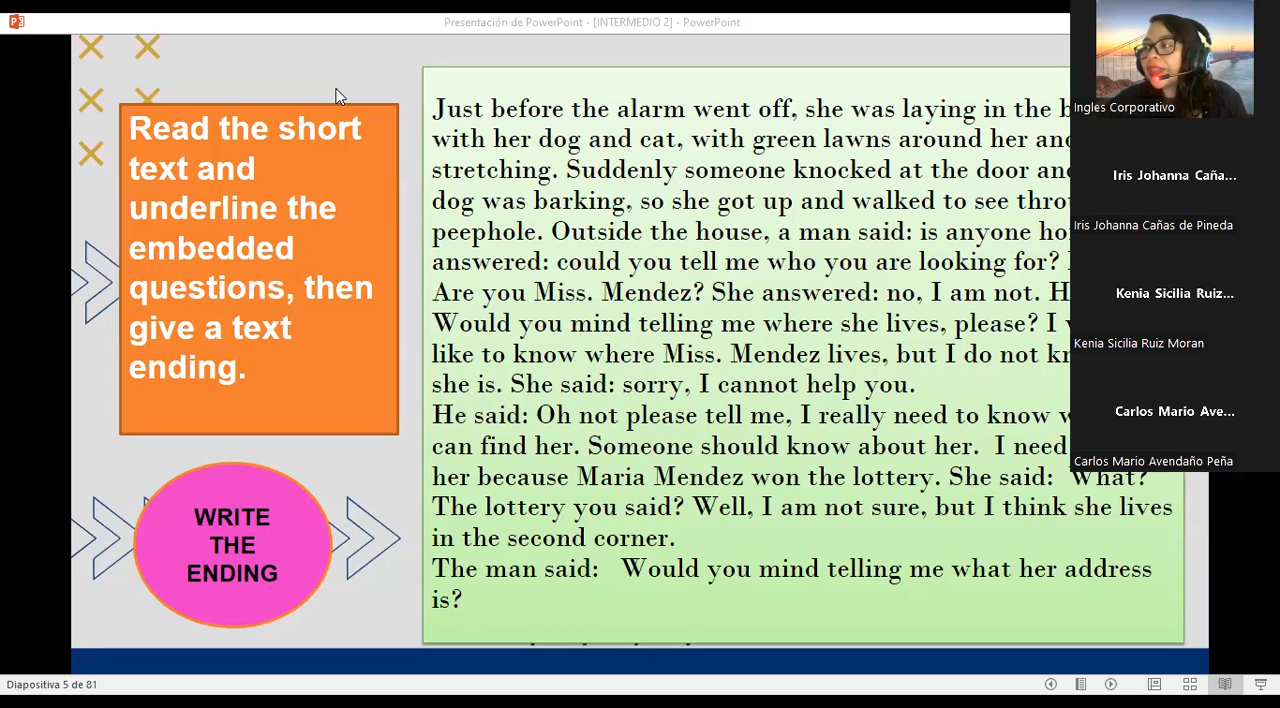 Presentación de PowerPoint - [INTERMEDIO 2] - PowerPoint
Read the short
text and
underline the
embedded
questions, then
give a text
ending.
WRITE
THE
ENDING
Just before the alarm went off, she was laying in the
with her dog and cat, with green lawns around her
stretching. Suddenly someone knocked at the door
dog was barking, so she got up and walked to see
peephole. Outside the house, a man said: is anyone
answered: could you tell me who you are looking for?
Are you Miss. Mendez? She answered: no, I am not.
Would you mind telling me where she lives, please? I
like to know where Miss. Mendez lives, but I do not
she is. She said: sorry, I cannot help you.
He said: Oh not please tell me, I really need to know
can find her. Someone should know about her. I need
her because Maria Mendez won the lottery. She said: What?
The lottery you said? Well, I am not sure, but I think she lives
in the second corner.
The man said: Would you mind telling me what her address
is?
Ingles Corporativo
Iris Johanna Caña...
Iris Johanna Cañas de Pineda
Kenia Sicilia Ruiz...
Kenia Sicilia Ruiz Moran
Carlos Mario Ave...
Carlos Mario Avendaño Peña
Diapositiva 5 de 81